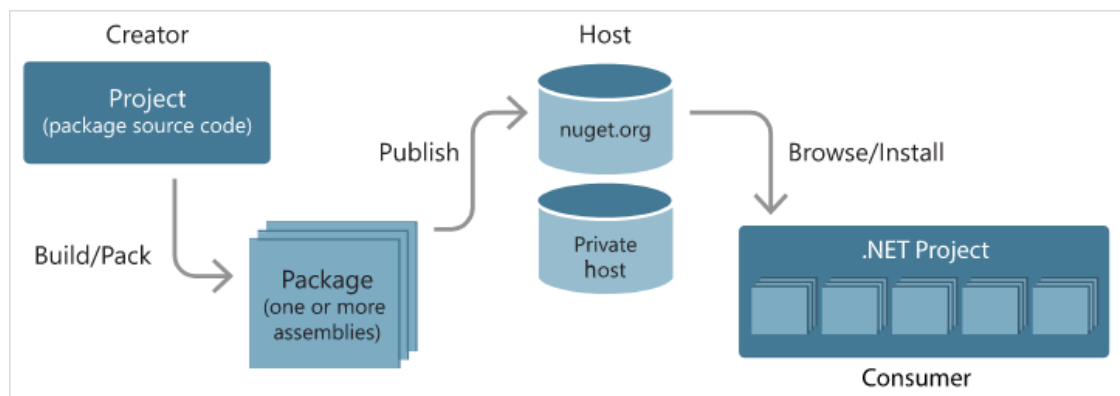 Creator
Project
(package source code)
Build/Pack
Package
(one or more
assemblies)
Publish
Host
nuget.org
Private
host
Browse/Install
.NET Project
Consumer